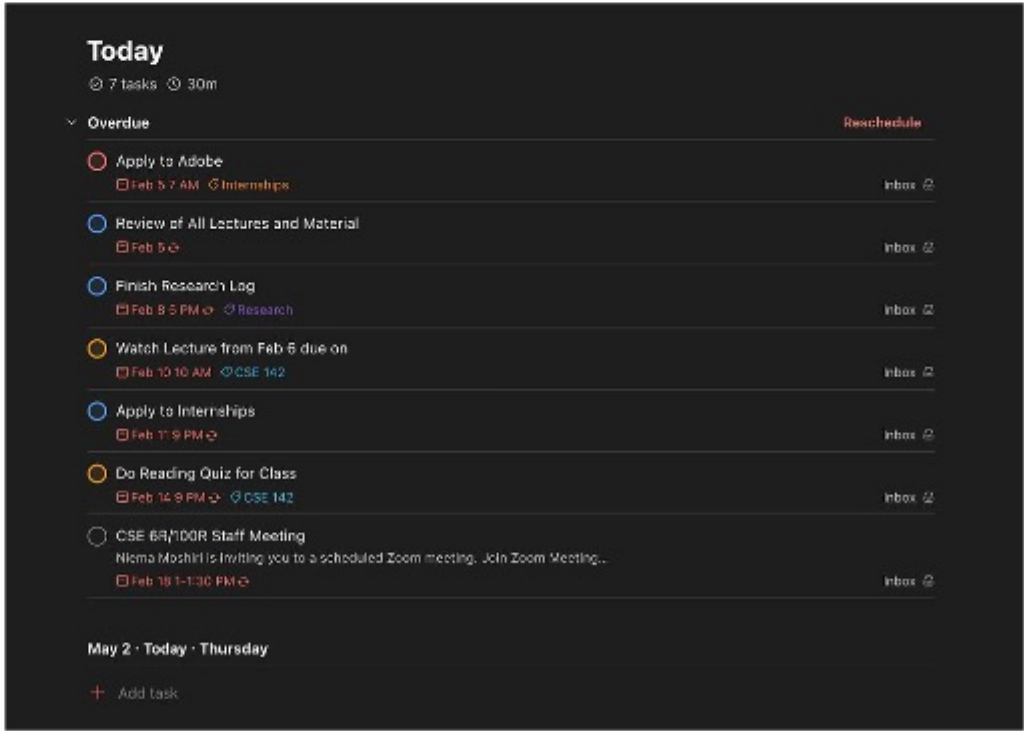 Today
7 tasks 30m
Overdue Reschedule
Apply to Adobe
Feb 5 7 AM Internships Inbox
Review of All Lectures and Material
Feb 5 Inbox
Finish Research Log
Feb 8 5 PM Research Inbox
Watch Lecture from Feb 6 due on
Feb 10 10 AM CSE 142 Inbox
Apply to Internships
Feb 11 9 PM Inbox
Do Reading Quiz for Class
Feb 14 9 PM CSE 142 Inbox
CSE 6R/100R Staff Meeting
Niema Moshiri is inviting you to a scheduled Zoom meeting. Join Zoom Meeting...
Feb 18 1-1:30 PM Inbox
May 2 · Today · Thursday
+ Add task